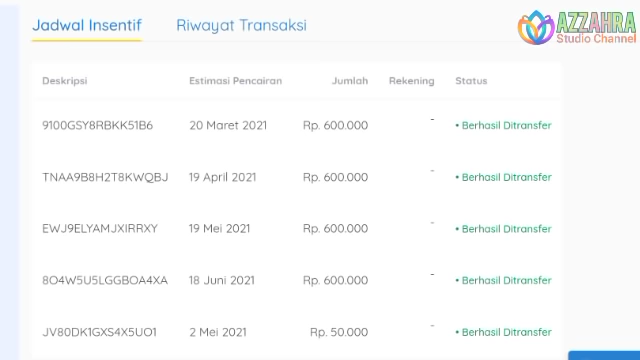 Jadwal Insentif Riwayat Transaksi
AZZAHRA
Studio Channel
Deskripsi Estimasi Pencairan Jumlah Rekening Status
9100GSY8RBKK51B6 20 Maret 2021 Rp. 600.000 - • Berhasil Ditransfer
TNAA9B8H2T8KWQBJ 19 April 2021 Rp. 600.000 - • Berhasil Ditransfer
EWJ9ELYAMJXIRRXY 19 Mei 2021 Rp. 600.000 - • Berhasil Ditransfer
8O4W5U5LGGBOA4XA 18 Juni 2021 Rp. 600.000 - • Berhasil Ditransfer
JV80DK1GXS4X5UO1 2 Mei 2021 Rp. 50.000 - • Berhasil Ditransfer